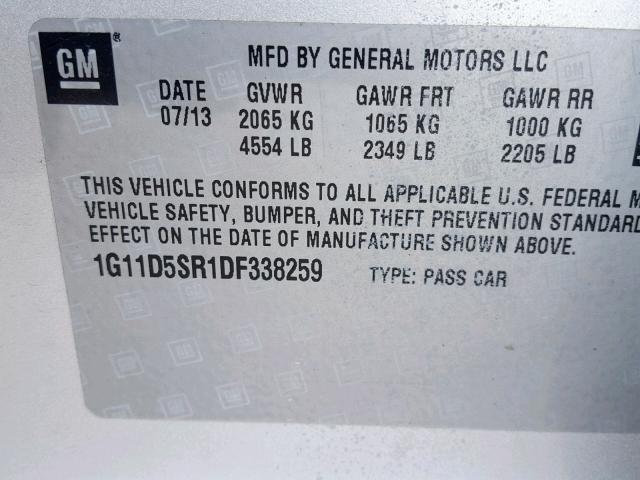 GM® MFD BY GENERAL MOTORS LLC
DATE GVWR GAWR FRT GAWR RR
07/13 2065 KG 1065 KG 1000 KG
4554 LB 2349 LB 2205 LB
THIS VEHICLE CONFORMS TO ALL APPLICABLE U.S. FEDERAL M
VEHICLE SAFETY, BUMPER, AND THEFT PREVENTION STANDARD
EFFECT ON THE DATE OF MANUFACTURE SHOWN ABOVE.
1G11D5SR1DF338259 TYPE: PASS CAR